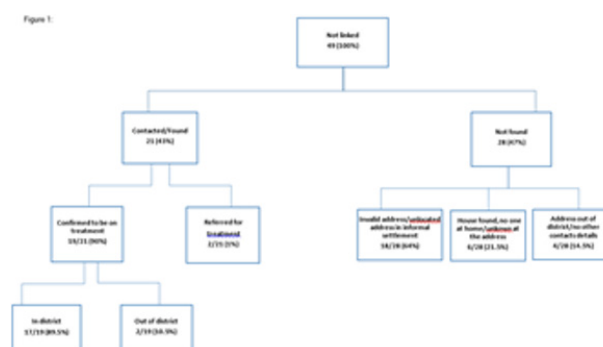 Figure 1:
Not linked
49 (100%)
Contacted/Found
21 (43%)
Not found
28 (67%)
Confirmed to be on
treatment
19/21 (90%)
Referred for
treatment
2/21 (1%)
Invalid address/unlocated
address in informal
settlement
18/28 (64%)
House found, no one
at home/unknown at
the address
6/28 (21.5%)
Address out of
district/no other
contacts details
4/28 (14.5%)
In district
17/19 (89.5%)
Out of district
2/19 (10.5%)